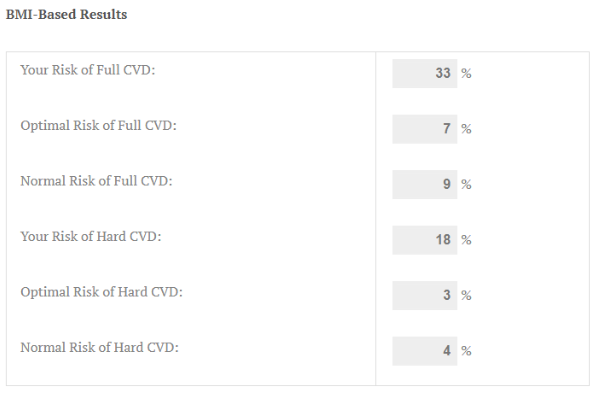 BMI-Based Results
Your Risk of Full CVD: 33 %
Optimal Risk of Full CVD: 7 %
Normal Risk of Full CVD: 9 %
Your Risk of Hard CVD: 18 %
Optimal Risk of Hard CVD: 3 %
Normal Risk of Hard CVD: 4 %